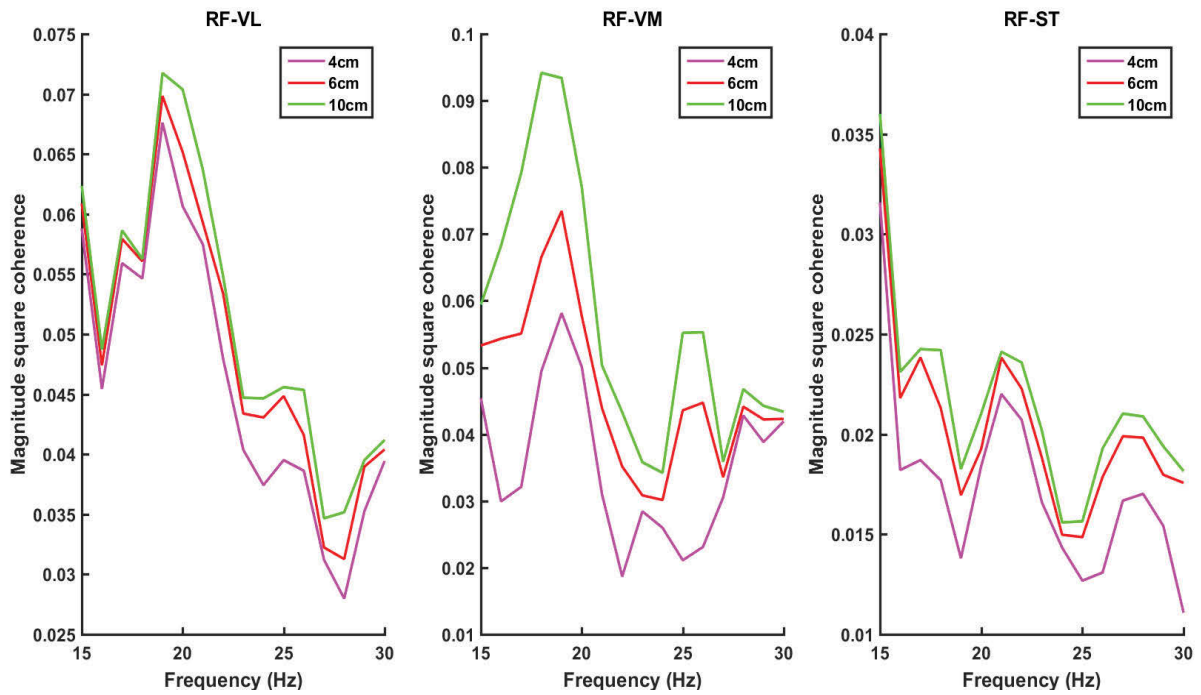 RF-VL
0.075
0.07
0.065
0.06
0.055
0.05
0.045
0.04
0.035
0.03
0.025
Magnitude square coherence
15
20
25
30
Frequency (Hz)
4cm
6cm
10cm
RF-VM
0.1
0.09
0.08
0.07
0.06
0.05
0.04
0.03
0.02
0.01
Magnitude square coherence
15
20
25
30
Frequency (Hz)
4cm
6cm
10cm
RF-ST
0.04
0.035
0.03
0.025
0.02
0.015
0.01
Magnitude square coherence
15
20
25
30
Frequency (Hz)
4cm
6cm
10cm